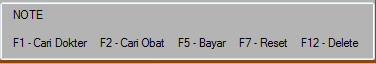 NOTE
F1 - Cari Dokter F2 - Cari Obat F5 - Bayar F7 - Reset F12 - Delete